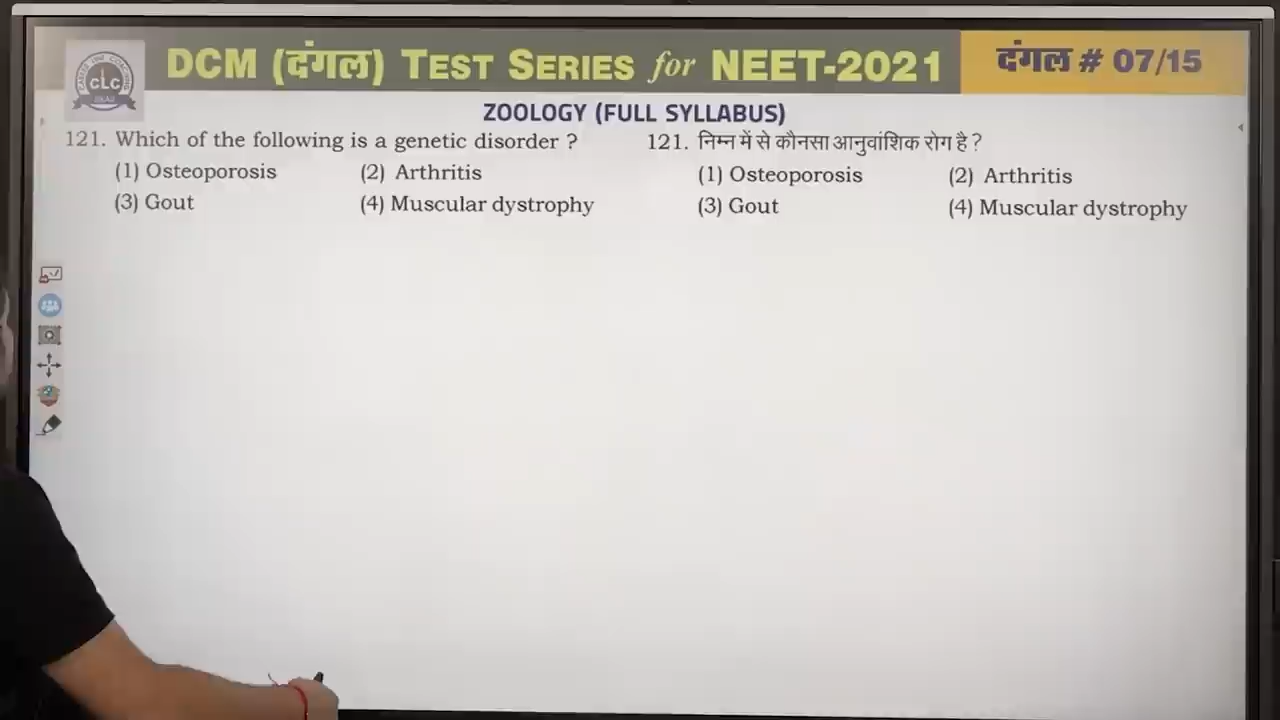 DCM (दंगल) TEST SERIES for NEET-2021
दंगल # 07/15
CLC
ZOOLOGY (FULL SYLLABUS)
121. Which of the following is a genetic disorder ?
(1) Osteoporosis (2) Arthritis
(3) Gout (4) Muscular dystrophy
121. निम्न में से कौनसा आनुवांशिक रोग है ?
(1) Osteoporosis (2) Arthritis
(3) Gout (4) Muscular dystrophy